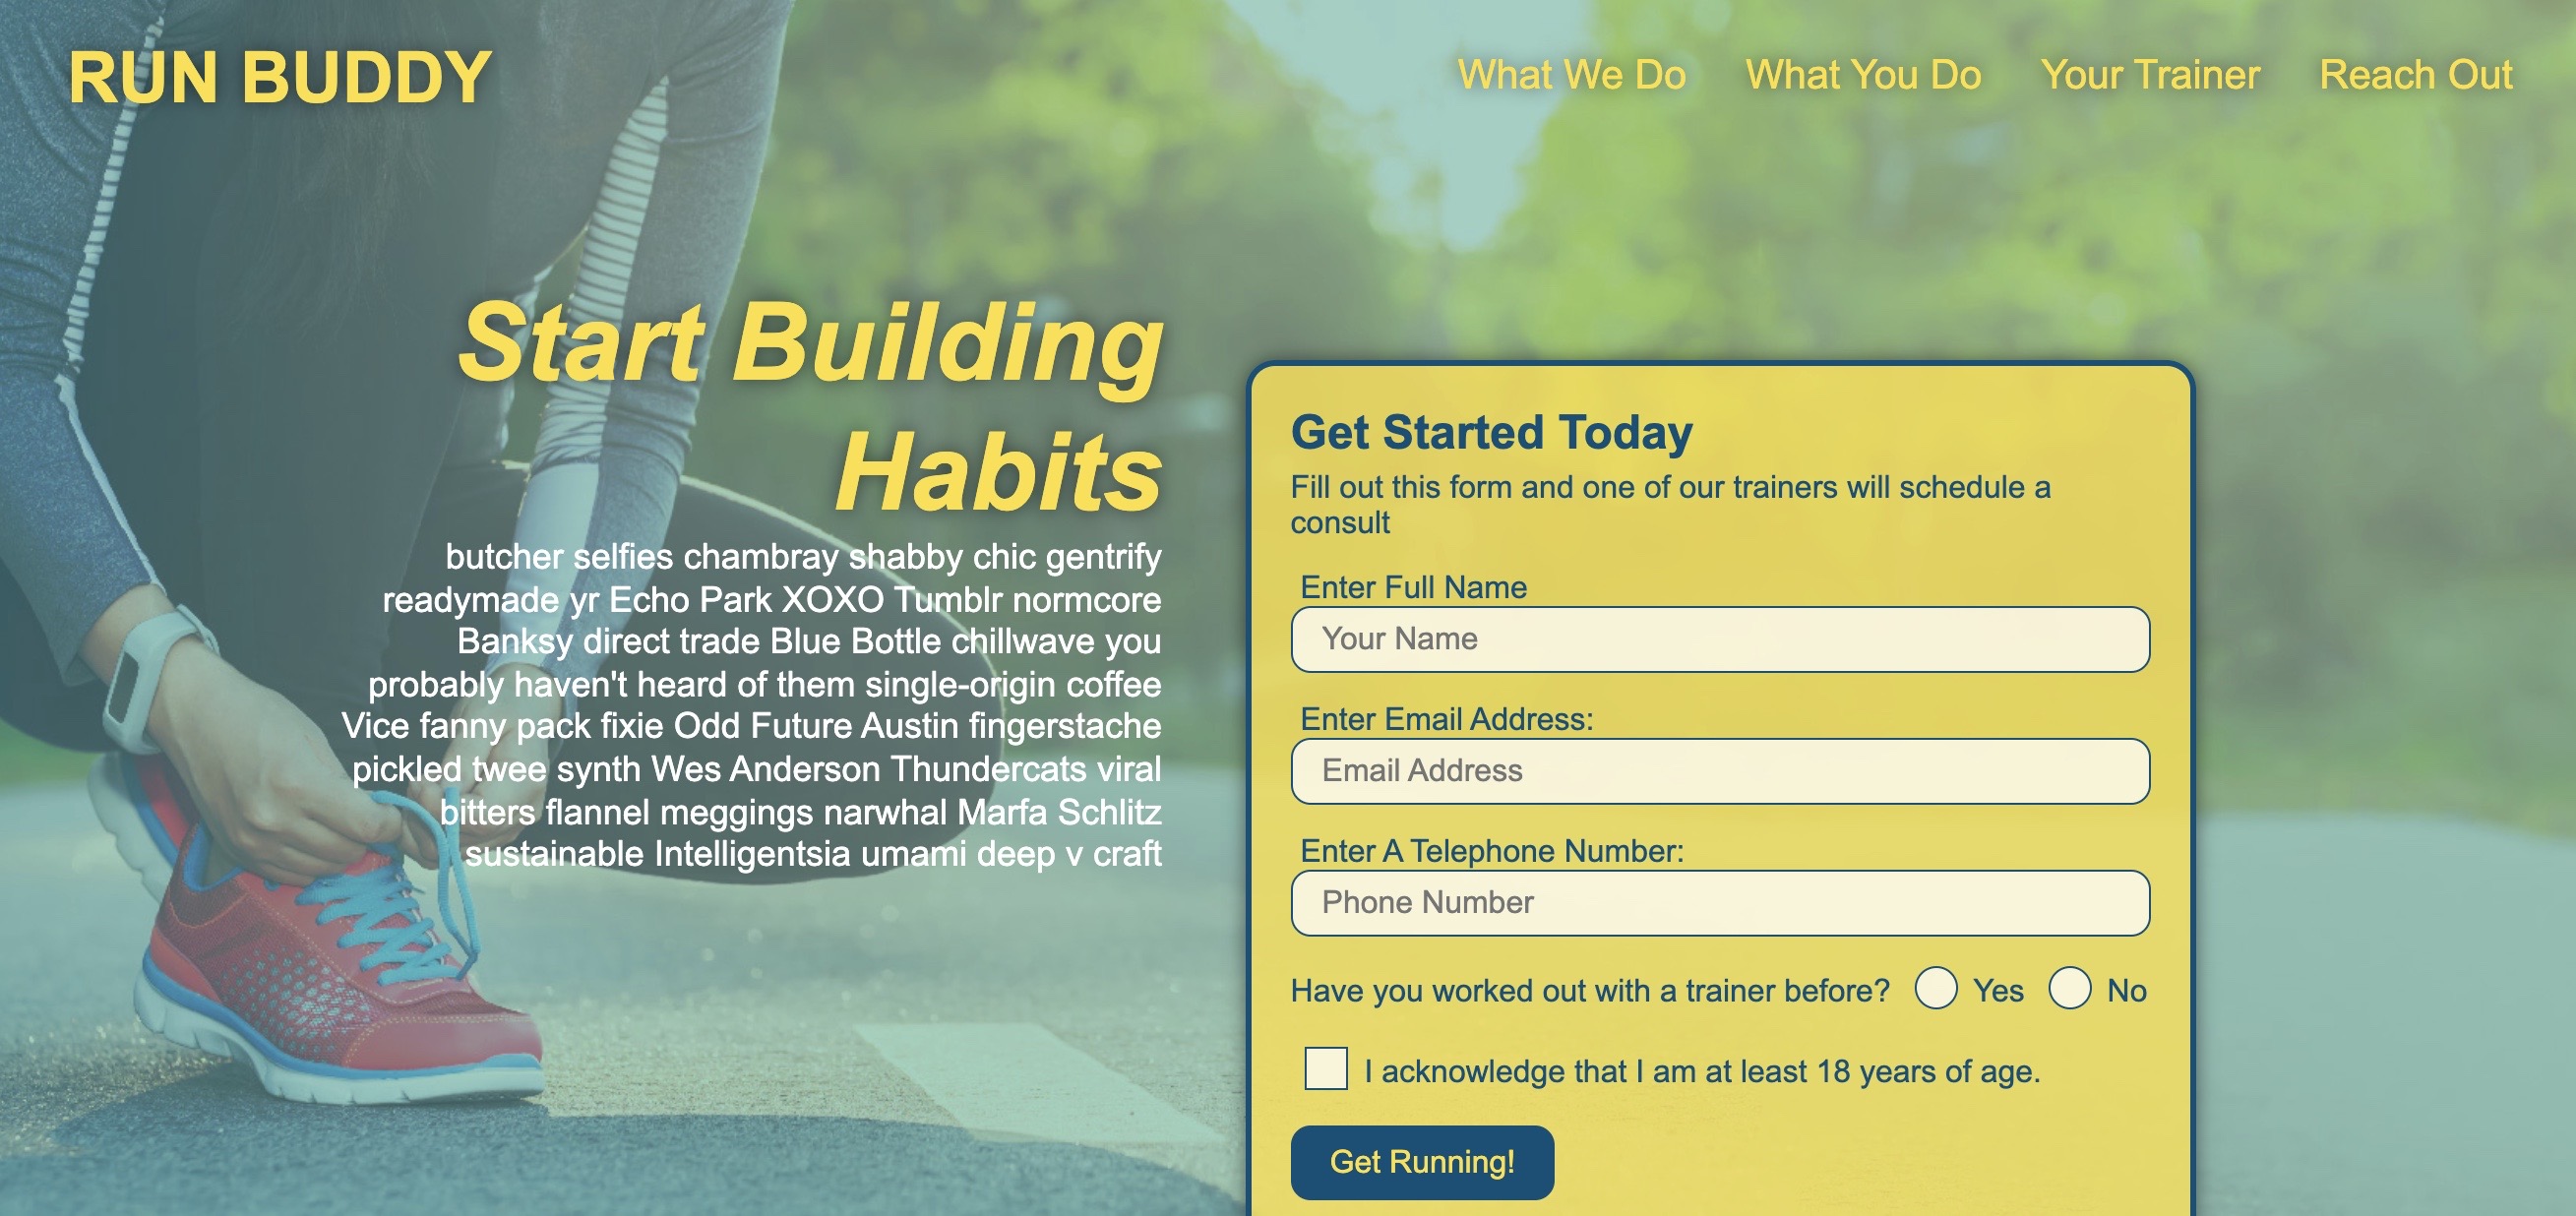 RUN BUDDY
What We Do
What You Do
Your Trainer
Reach Out
Start Building
Habits
butcher selfies chambray shabby chic gentrify
readymade yr Echo Park XOXO Tumblr normcore
Banksy direct trade Blue Bottle chillwave you
probably haven't heard of them single-origin coffee
Vice fanny pack fixie Odd Future Austin fingerstache
pickled twee synth Wes Anderson Thundercats viral
bitters flannel meggings narwhal Marfa Schlitz
sustainable Intelligentsia umami deep v craft
Get Started Today
Fill out this form and one of our trainers will schedule a
consult
Enter Full Name
Your Name
Enter Email Address:
Email Address
Enter A Telephone Number:
Phone Number
Have you worked out with a trainer before? Yes No
I acknowledge that I am at least 18 years of age.
Get Running!